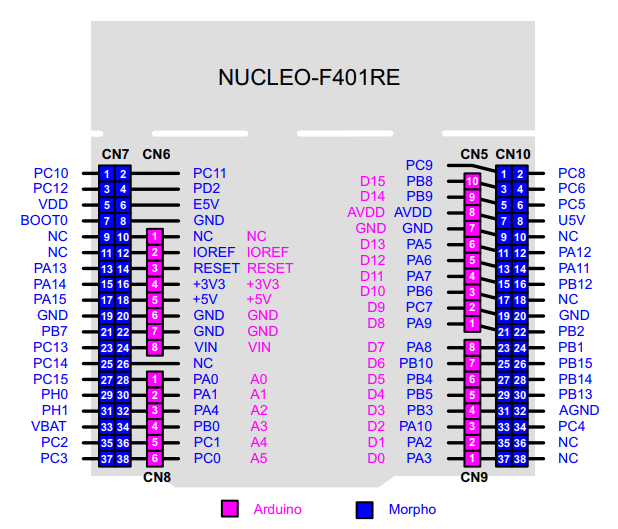 NUCLEO-F401RE
CN7 CN6 CN5 CN10
PC9
PC10 1 2 PC11 D15 PB8 10 1 2 PC8
PC12 3 4 PD2 D14 PB9 9 3 4 PC6
VDD 5 6 E5V AVDD AVDD 8 5 6 PC5
BOOT0 7 8 GND GND GND 7 7 8 U5V
NC 9 10 1 NC NC D13 PA5 6 9 10 NC
NC 11 12 2 IOREF IOREF D12 PA6 5 11 12 PA12
PA13 13 14 3 RESET RESET D11 PA7 4 13 14 PA11
PA14 15 16 4 +3V3 +3V3 D10 PB6 3 15 16 PB12
PA15 17 18 5 +5V +5V D9 PC7 2 17 18 NC
GND 19 20 6 GND GND D8 PA9 1 19 20 GND
PB7 21 22 7 GND GND 21 22 PB2
PC13 23 24 8 VIN VIN D7 PA8 8 23 24 PB1
PC14 25 26 NC D6 PB10 7 25 26 PB15
PC15 27 28 1 PA0 A0 D5 PB4 6 27 28 PB14
PH0 29 30 2 PA1 A1 D4 PB5 5 29 30 PB13
PH1 31 32 3 PA4 A2 D3 PB3 4 31 32 AGND
VBAT 33 34 4 PB0 A3 D2 PA10 3 33 34 PC4
PC2 35 36 5 PC1 A4 D1 PA2 2 35 36 NC
PC3 37 38 6 PC0 A5 D0 PA3 1 37 38 NC
CN8 CN9
Arduino Morpho